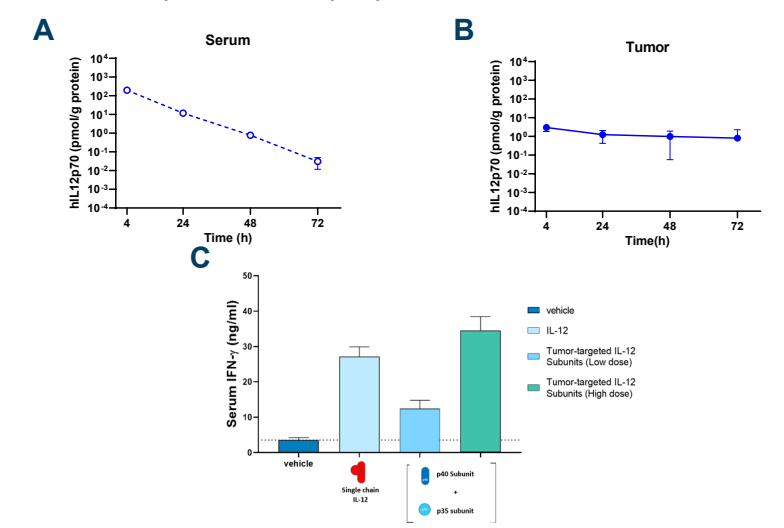 A
Serum
hIL12p70 (pmol/g protein)
10⁴
10³
10²
10¹
10⁰
10⁻¹
10⁻²
10⁻³
10⁻⁴
4 24 48 72
Time (h)
B
Tumor
hIL12p70 (pmol/g protein)
10⁴
10³
10²
10¹
10⁰
10⁻¹
10⁻²
10⁻³
10⁻⁴
4 24 48 72
Time(h)
C
Serum IFN-γ (ng/ml)
50
40
30
20
10
0
vehicle
Single chain
IL-12
p40 Subunit
+
p35 subunit
vehicle
IL-12
Tumor-targeted IL-12
Subunits (Low dose)
Tumor-targeted IL-12
Subunits (High dose)